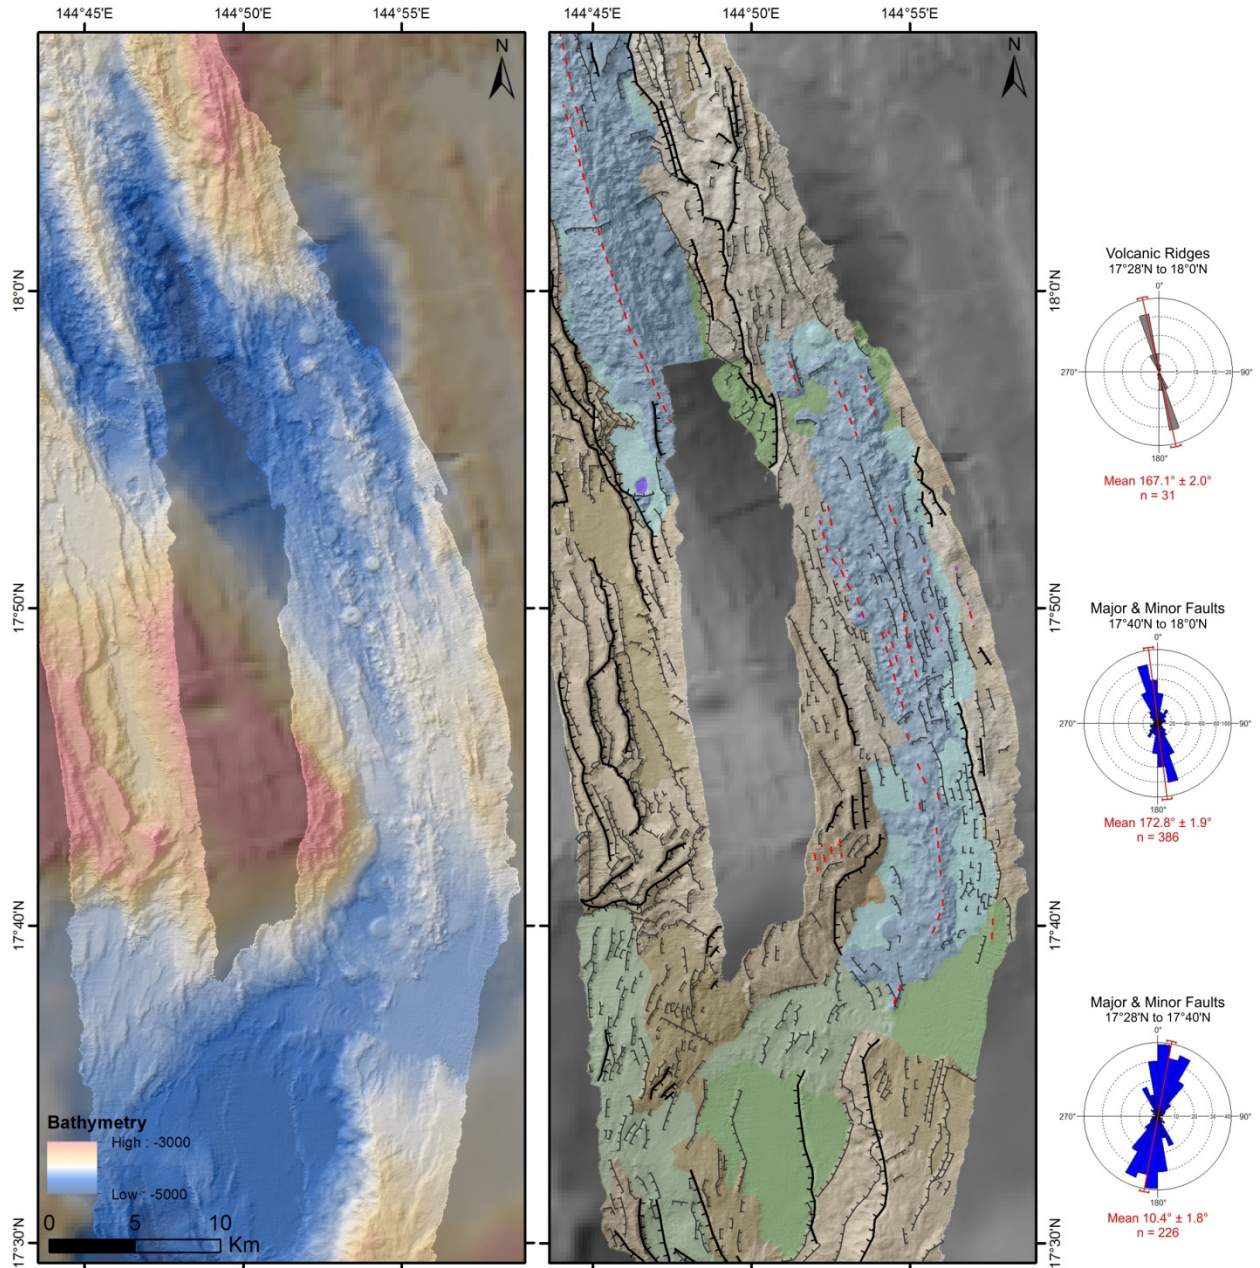 144°45'E 144°50'E 144°55'E
144°45'E 144°50'E 144°55'E
N
N
18°0'N
17°50'N
17°40'N
17°30'N
Bathymetry
High : -3000
Low : -5000
0 5 10
Km
18°0'N
17°50'N
17°40'N
17°30'N
Volcanic Ridges
17°28'N to 18°0'N
0°
270°
90°
180°
Mean 167.1° ± 2.0°
n = 31
Major & Minor Faults
17°40'N to 18°0'N
0°
270°
90°
180°
Mean 172.8° ± 1.9°
n = 386
Major & Minor Faults
17°28'N to 17°40'N
0°
270°
90°
180°
Mean 10.4° ± 1.8°
n = 226